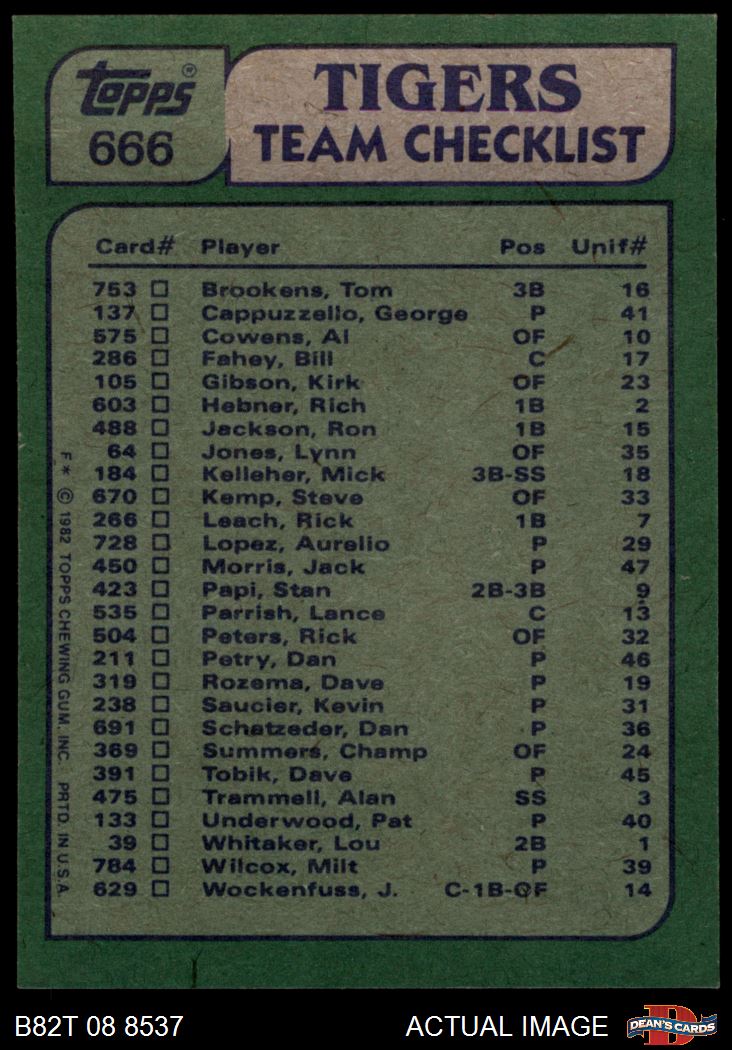 Topps®
666
TIGERS
TEAM CHECKLIST
Card# Player Pos Unif#
753 Brookens, Tom 3B 16
137 Cappuzzello, George P 41
575 Cowens, Al OF 10
286 Fahey, Bill C 17
105 Gibson, Kirk OF 23
603 Hebner, Rich 1B 2
488 Jackson, Ron 1B 15
64 Jones, Lynn OF 35
184 Kelleher, Mick 3B-SS 18
670 Kemp, Steve OF 33
266 Leach, Rick 1B 7
728 Lopez, Aurelio P 29
450 Morris, Jack P 47
423 Papi, Stan 2B-3B 9
535 Parrish, Lance C 13
504 Peters, Rick OF 32
211 Petry, Dan P 46
319 Rozema, Dave P 19
238 Saucier, Kevin P 31
691 Schatzeder, Dan P 36
369 Summers, Champ OF 24
391 Tobik, Dave P 45
475 Trammell, Alan SS 3
133 Underwood, Pat P 40
39 Whitaker, Lou 2B 1
784 Wilcox, Milt P 39
629 Wockenfuss, J. C-1B-OF 14
F* © 1982 TOPPS CHEWING GUM, INC. PRTD. IN U.S.A.
B82T 08 8537 ACTUAL IMAGE
DEAN'S CARDS